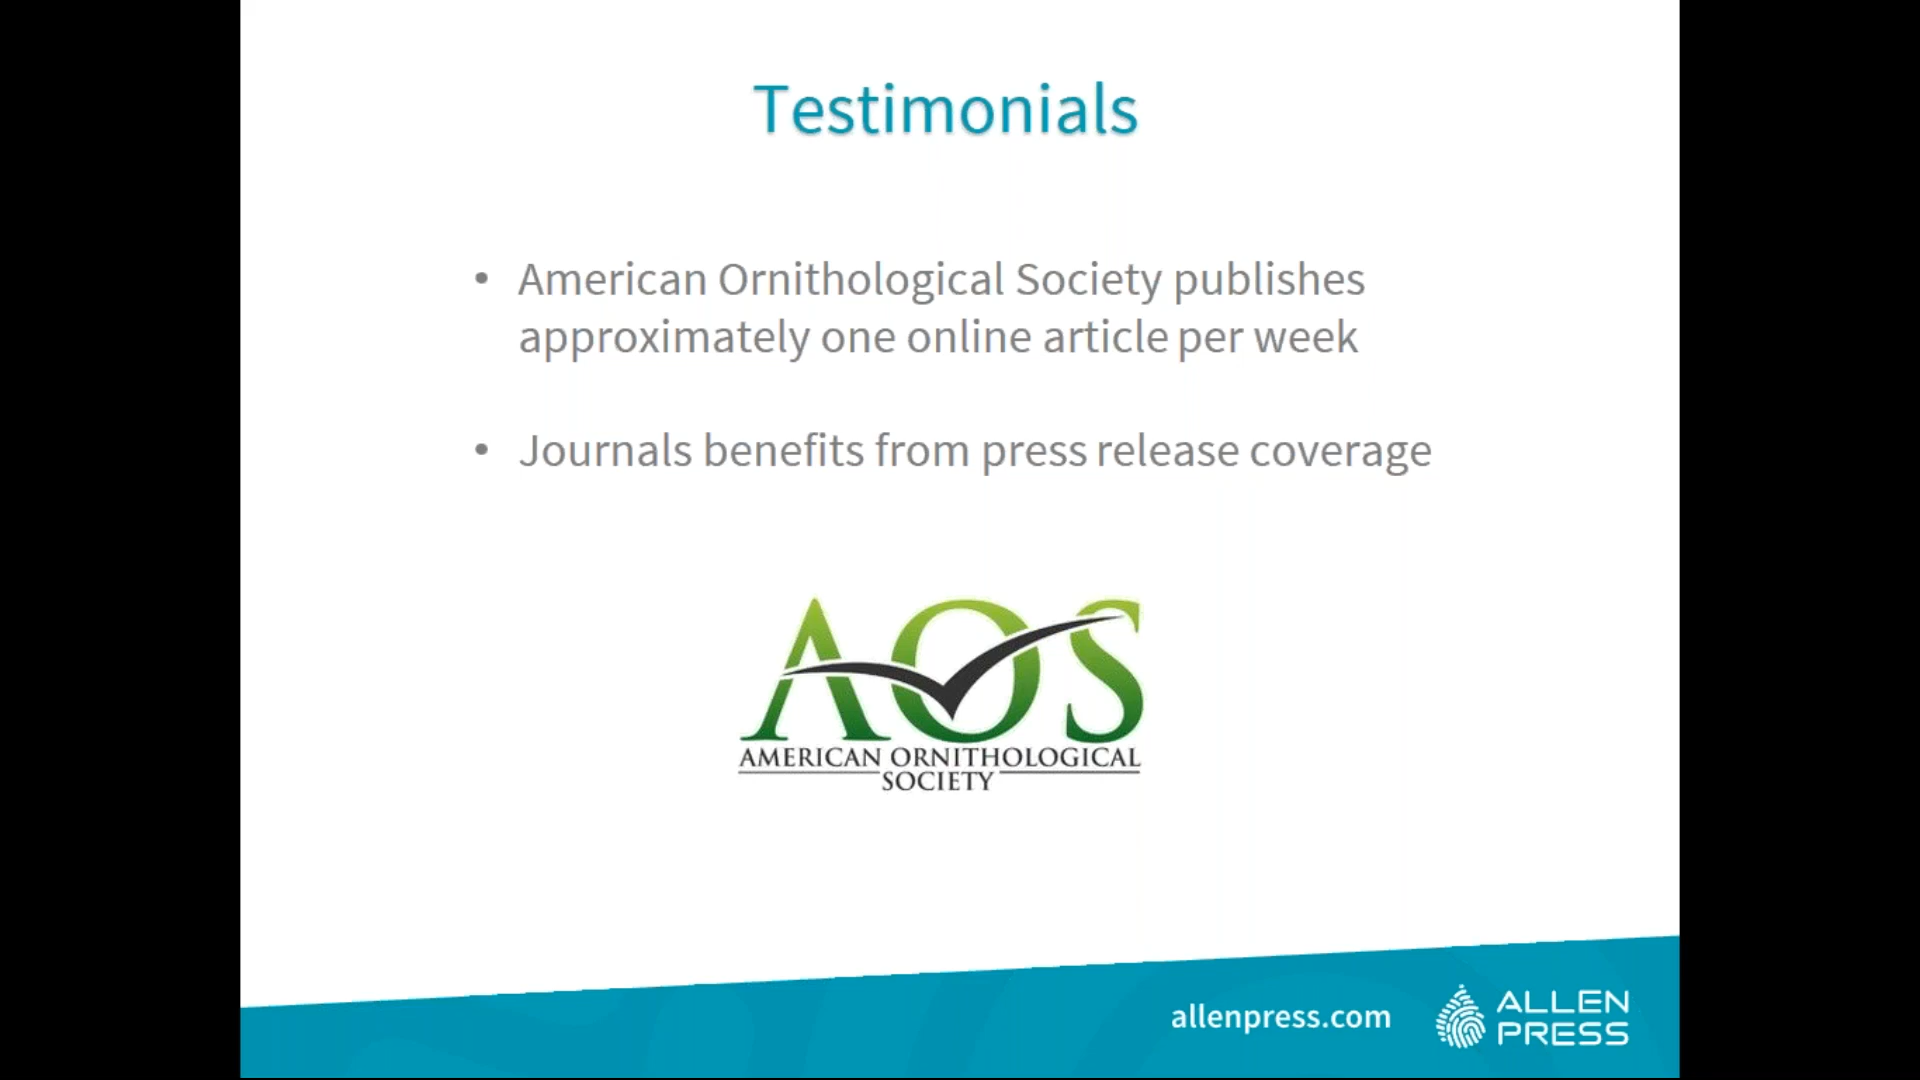 Testimonials
• American Ornithological Society publishes
approximately one online article per week
• Journals benefits from press release coverage
AOS
AMERICAN ORNITHOLOGICAL
SOCIETY
allenpress.com
ALLEN
PRESS